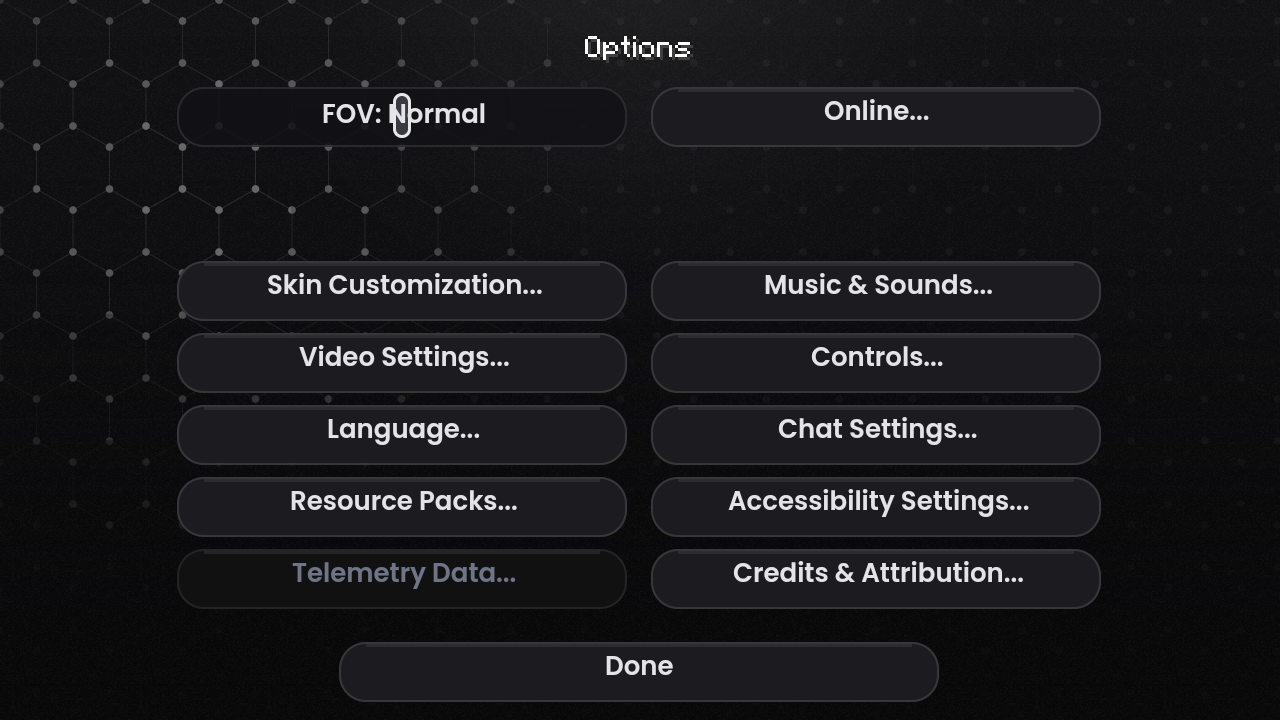 Options
FOV: Normal
Online...
Skin Customization...
Music & Sounds...
Video Settings...
Controls...
Language...
Chat Settings...
Resource Packs...
Accessibility Settings...
Telemetry Data...
Credits & Attribution...
Done